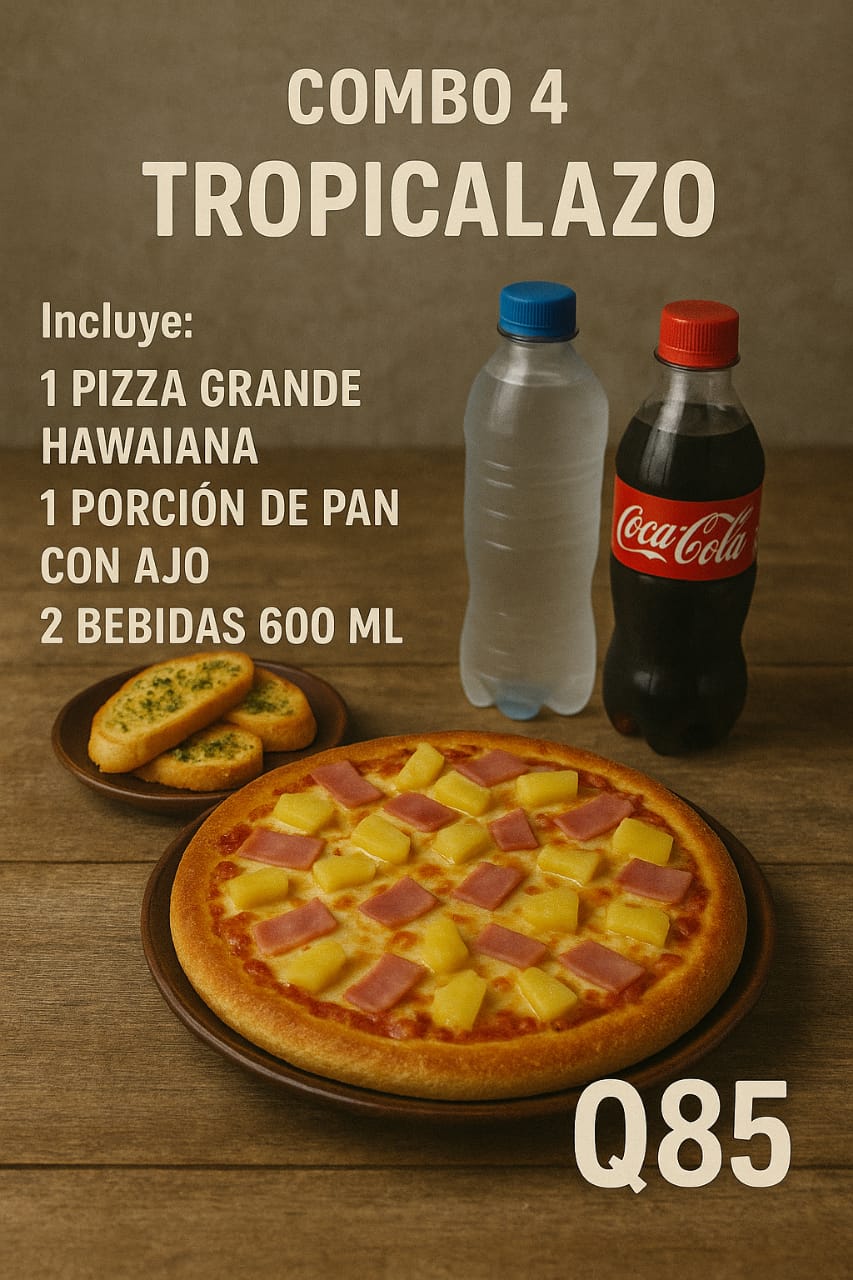 COMBO 4
TROPICALAZO
Incluye:
1 PIZZA GRANDE
HAWAIANA
1 PORCIÓN DE PAN
CON AJO
2 BEBIDAS 600 ML
Coca-Cola
Q85